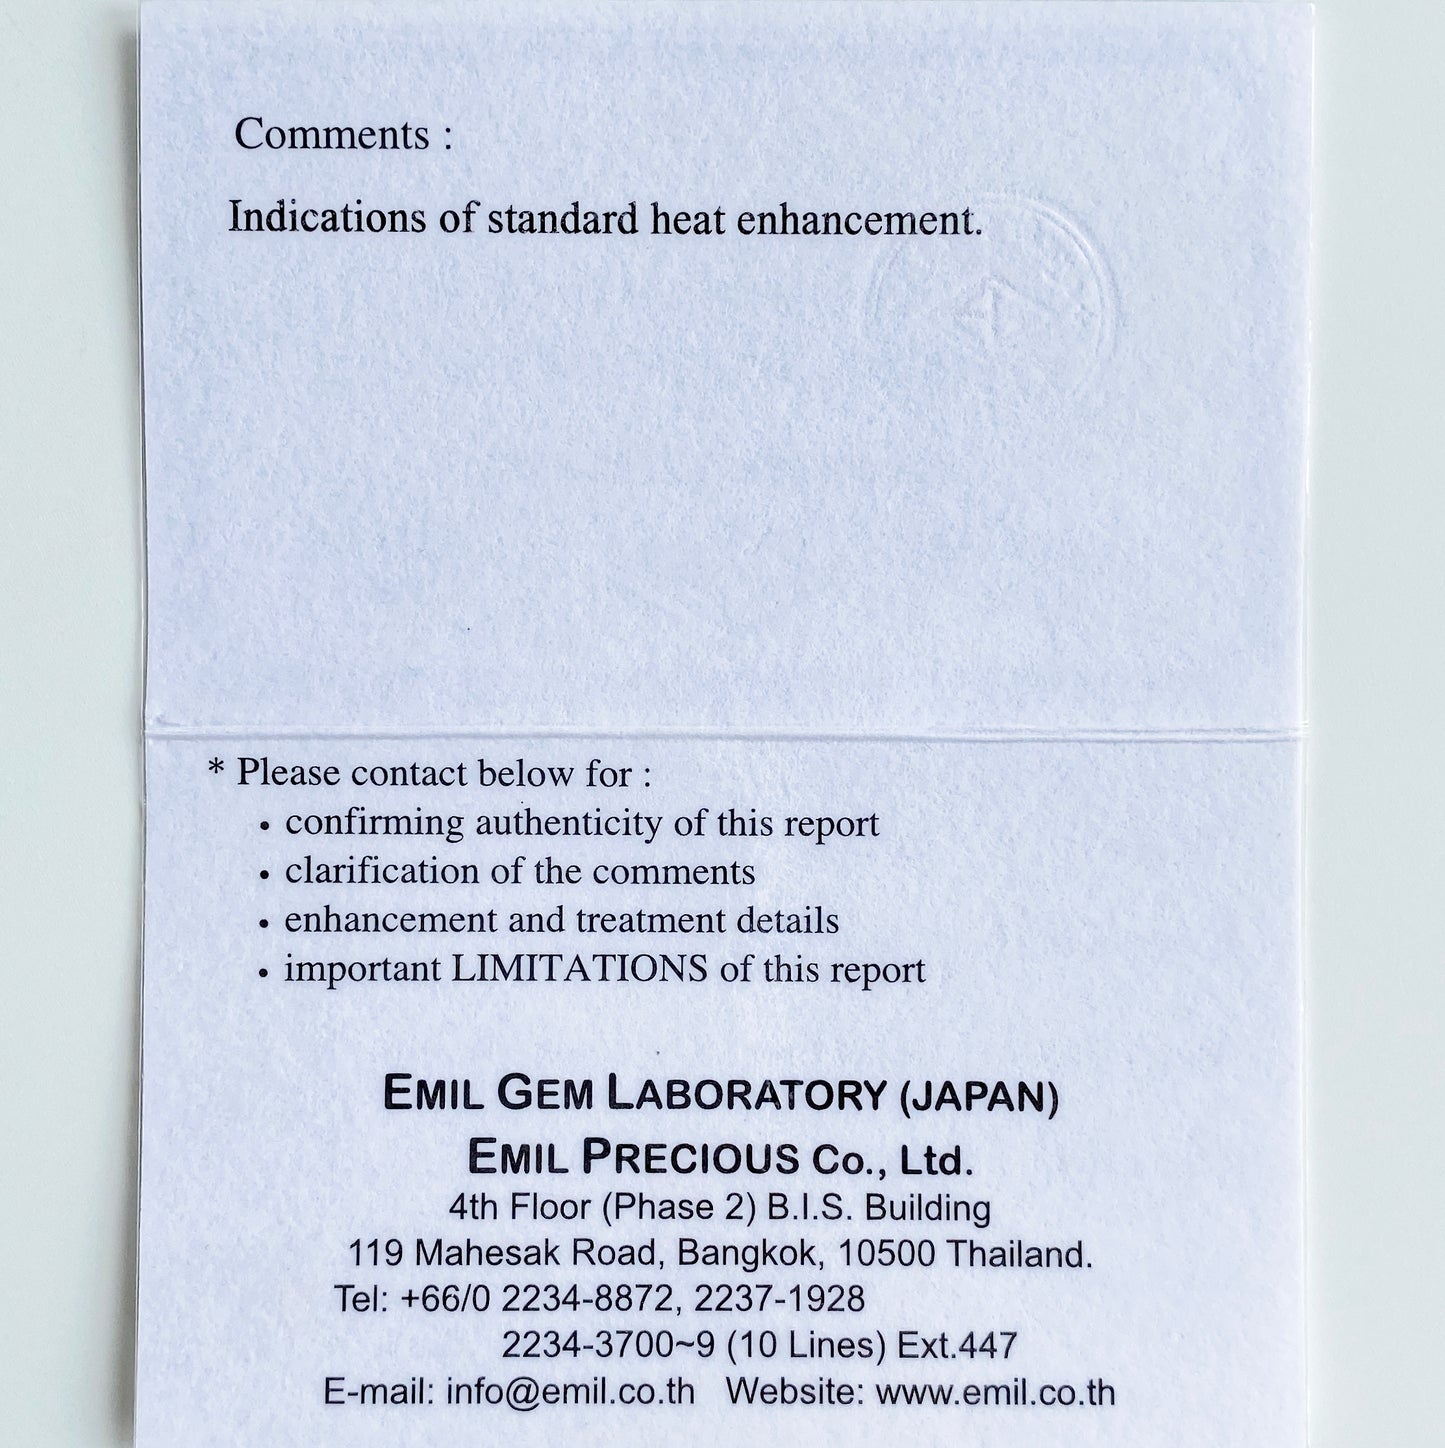 Comments :
Indications of standard heat enhancement.
* Please contact below for :
• confirming authenticity of this report
• clarification of the comments
• enhancement and treatment details
• important LIMITATIONS of this report
EMIL GEM LABORATORY (JAPAN)
EMIL PRECIOUS Co., Ltd.
4th Floor (Phase 2) B.I.S. Building
119 Mahesak Road, Bangkok, 10500 Thailand.
Tel: +66/0 2234-8872, 2237-1928
2234-3700~9 (10 Lines) Ext.447
E-mail: info@emil.co.th   Website: www.emil.co.th